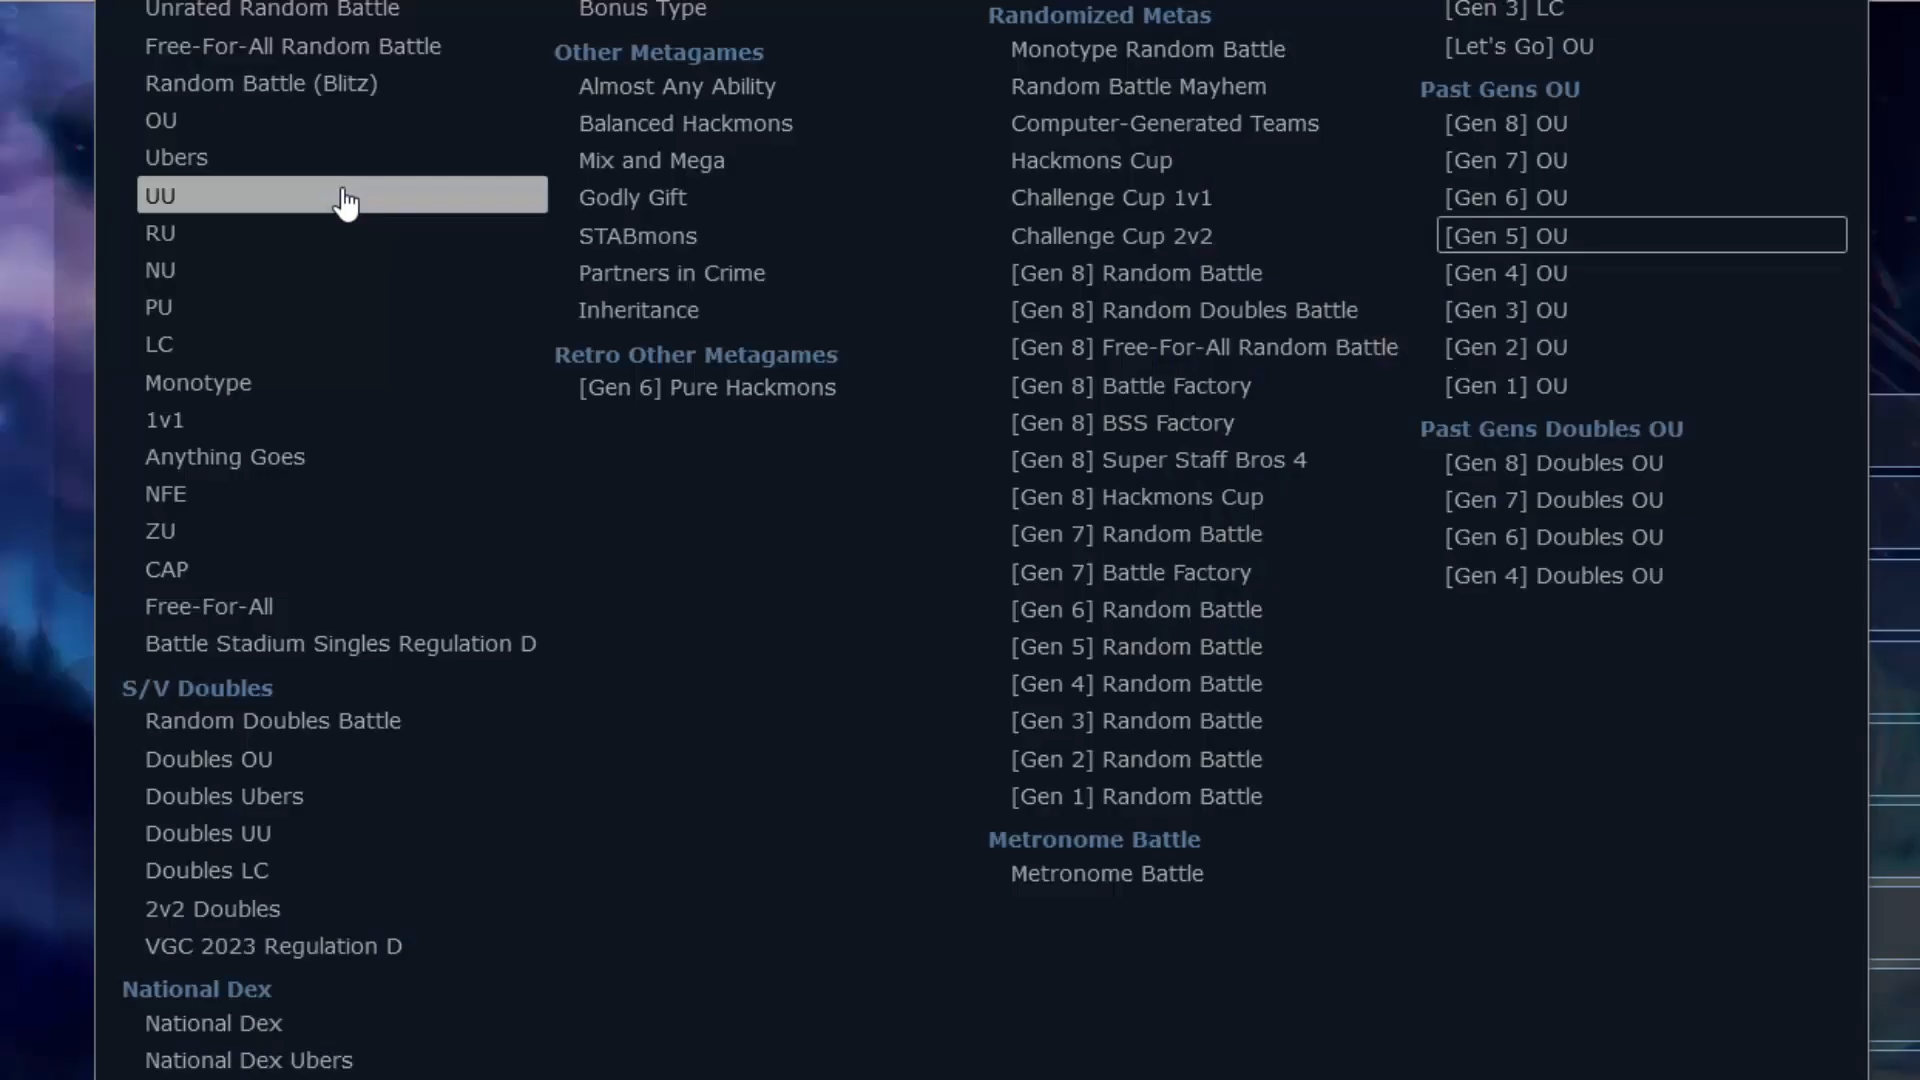 Unrated Random Battle
Free-For-All Random Battle
Random Battle (Blitz)
OU
Ubers
UU
RU
NU
PU
LC
Monotype
1v1
Anything Goes
NFE
ZU
CAP
Free-For-All
Battle Stadium Singles Regulation D
S/V Doubles
Random Doubles Battle
Doubles OU
Doubles Ubers
Doubles UU
Doubles LC
2v2 Doubles
VGC 2023 Regulation D
National Dex
National Dex
National Dex Ubers
Bonus Type
Other Metagames
Almost Any Ability
Balanced Hackmons
Mix and Mega
Godly Gift
STABmons
Partners in Crime
Inheritance
Retro Other Metagames
[Gen 6] Pure Hackmons
Randomized Metas
Monotype Random Battle
Random Battle Mayhem
Computer-Generated Teams
Hackmons Cup
Challenge Cup 1v1
Challenge Cup 2v2
[Gen 8] Random Battle
[Gen 8] Random Doubles Battle
[Gen 8] Free-For-All Random Battle
[Gen 8] Battle Factory
[Gen 8] BSS Factory
[Gen 8] Super Staff Bros 4
[Gen 8] Hackmons Cup
[Gen 7] Random Battle
[Gen 7] Battle Factory
[Gen 6] Random Battle
[Gen 5] Random Battle
[Gen 4] Random Battle
[Gen 3] Random Battle
[Gen 2] Random Battle
[Gen 1] Random Battle
Metronome Battle
Metronome Battle
[Gen 3] LC
[Let's Go] OU
Past Gens OU
[Gen 8] OU
[Gen 7] OU
[Gen 6] OU
[Gen 5] OU
[Gen 4] OU
[Gen 3] OU
[Gen 2] OU
[Gen 1] OU
Past Gens Doubles OU
[Gen 8] Doubles OU
[Gen 7] Doubles OU
[Gen 6] Doubles OU
[Gen 4] Doubles OU